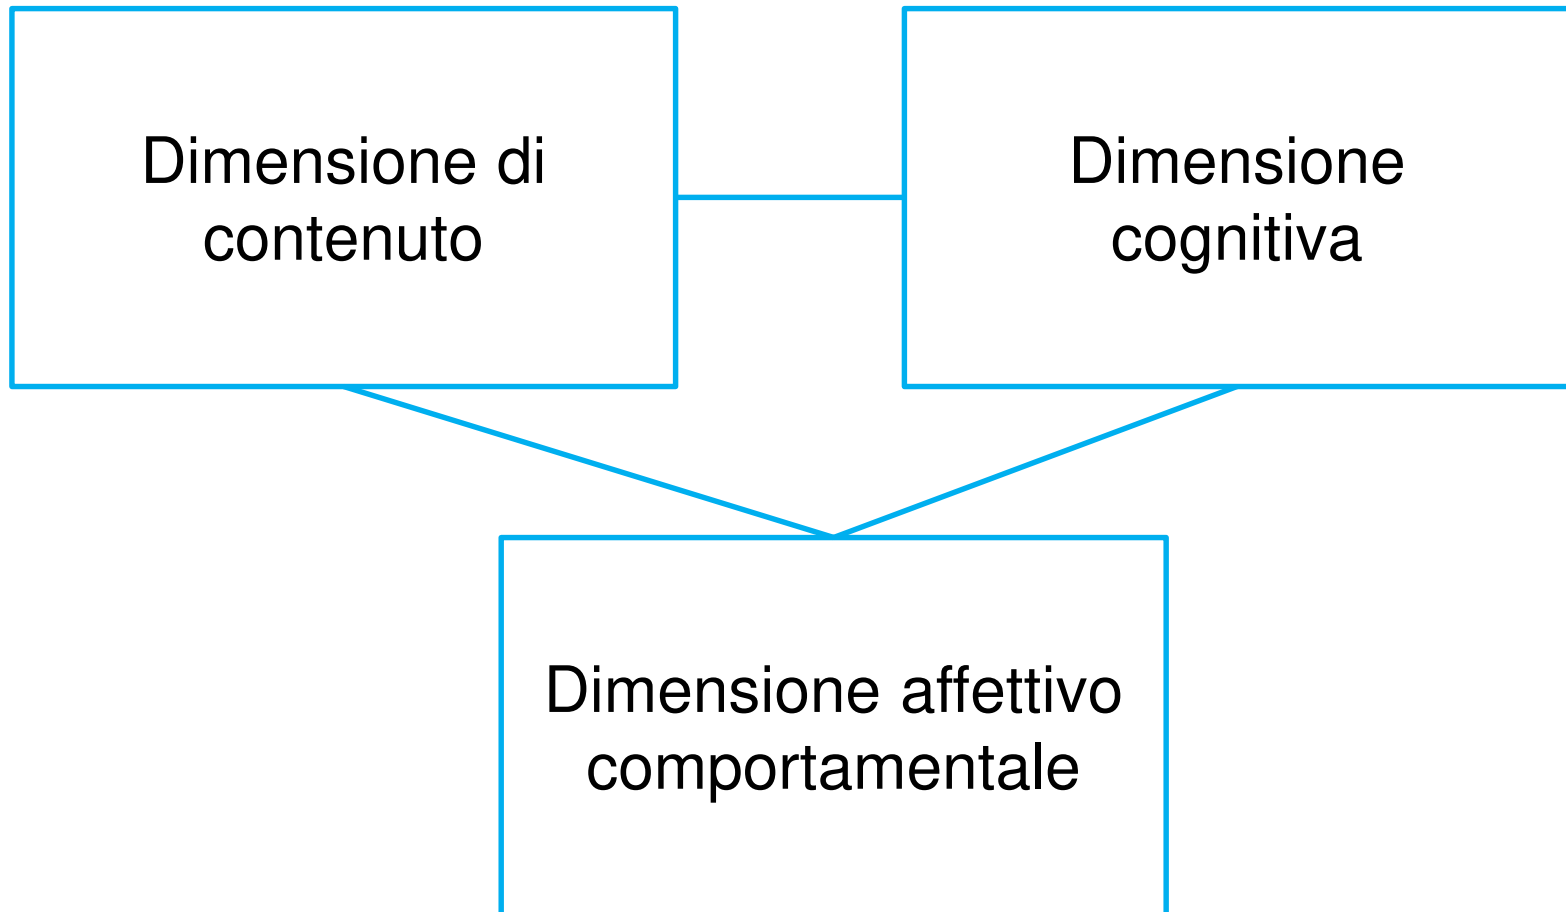 Dimensione di
contenuto
Dimensione
cognitiva
Dimensione affettivo
comportamentale